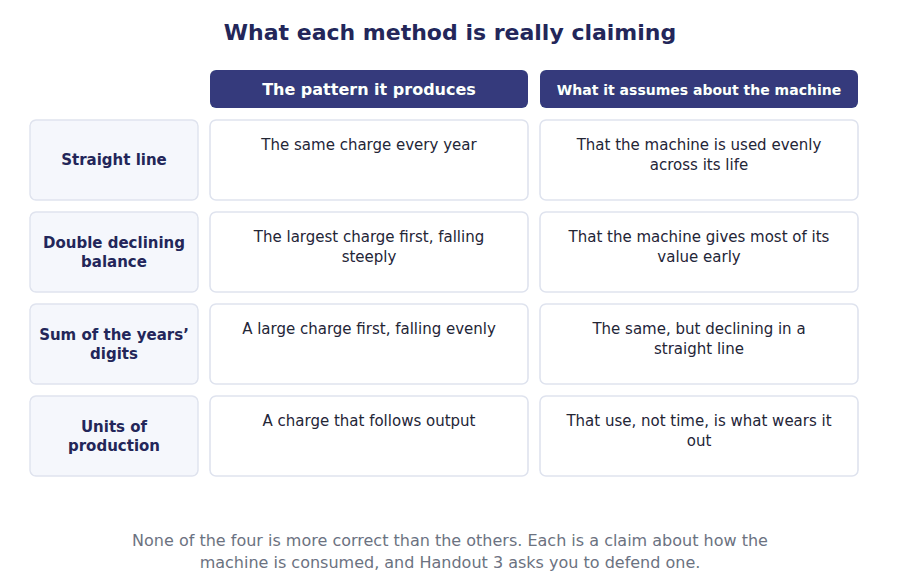 What each method is really claiming
The pattern it produces
What it assumes about the machine
Straight line
The same charge every year
That the machine is used evenly
across its life
Double declining
balance
The largest charge first, falling
steeply
That the machine gives most of its
value early
Sum of the years’
digits
A large charge first, falling evenly
The same, but declining in a
straight line
Units of
production
A charge that follows output
That use, not time, is what wears it
out
None of the four is more correct than the others. Each is a claim about how the
machine is consumed, and Handout 3 asks you to defend one.